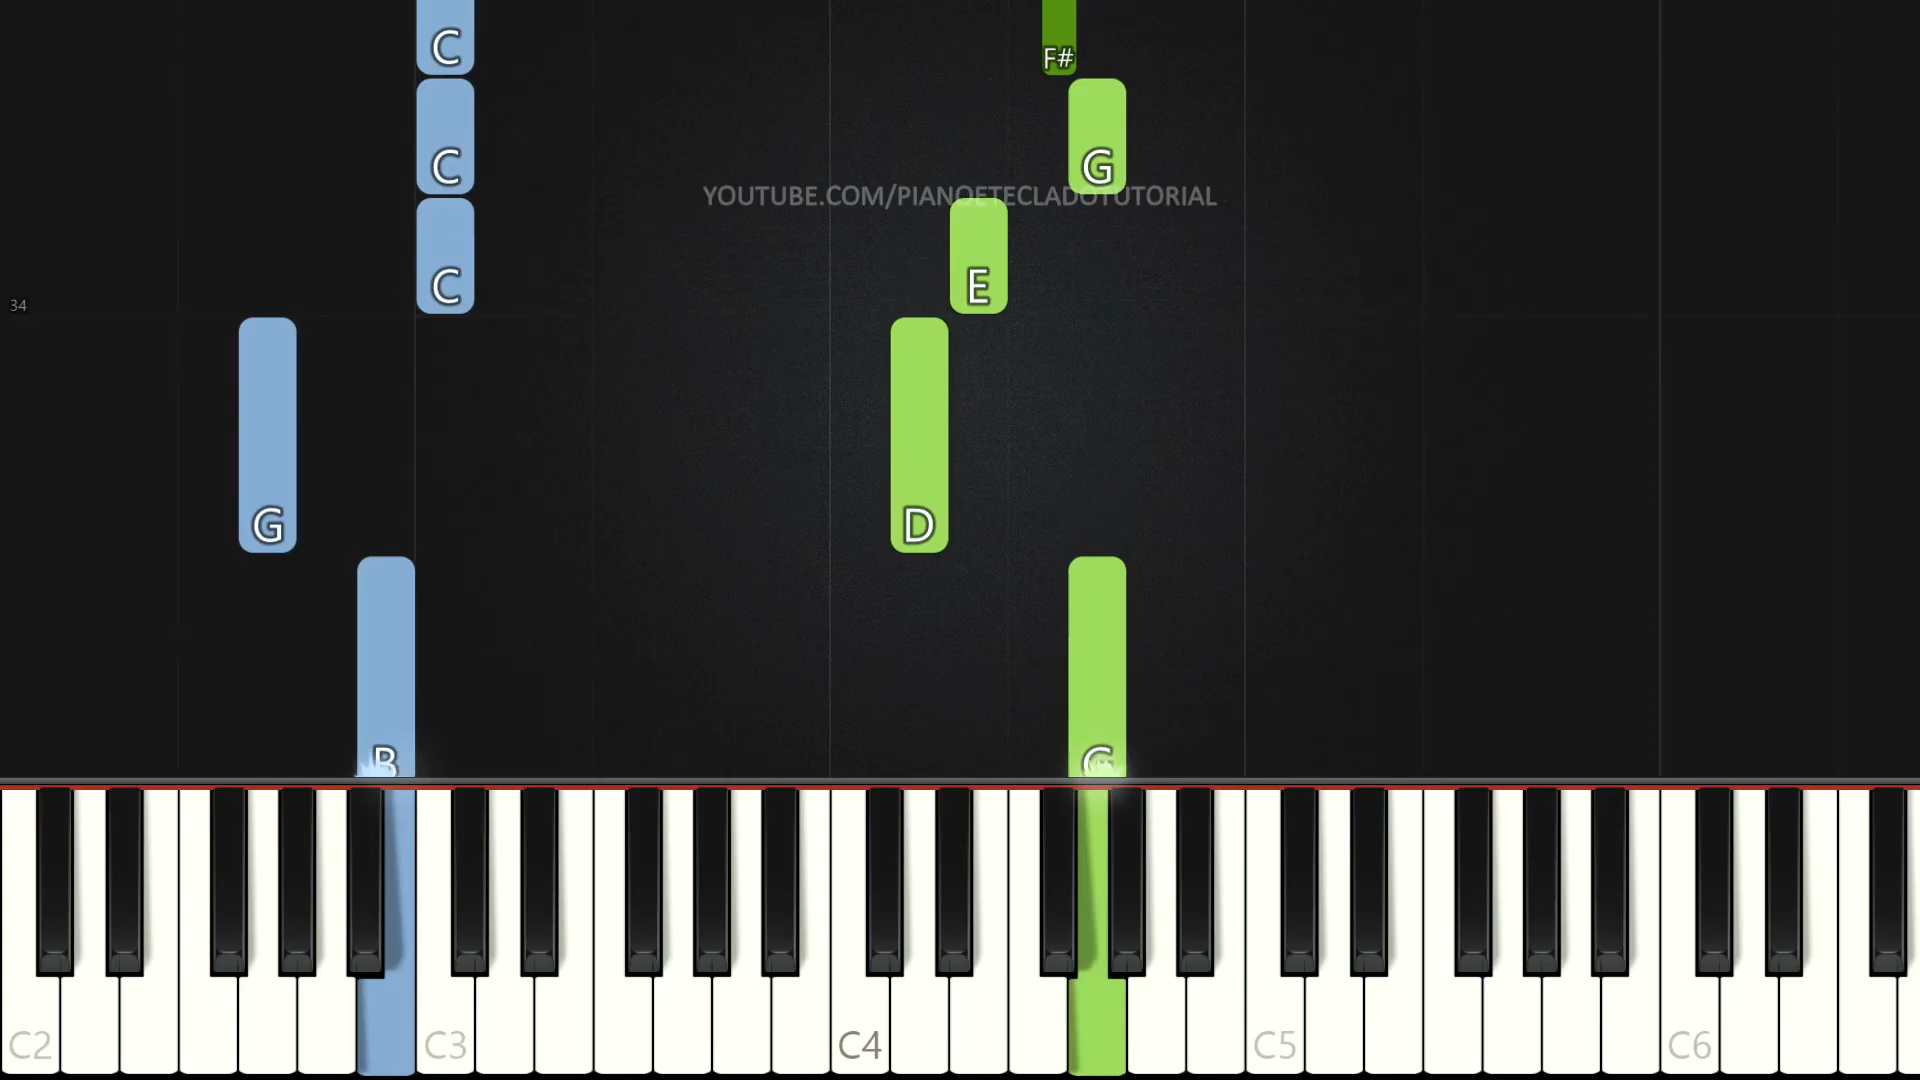 C
F#
C
G
YOUTUBE.COM/PIANOETECLADOTUTORIAL
C
E
34
G
D
B
G
C2
C3
C4
C5
C6